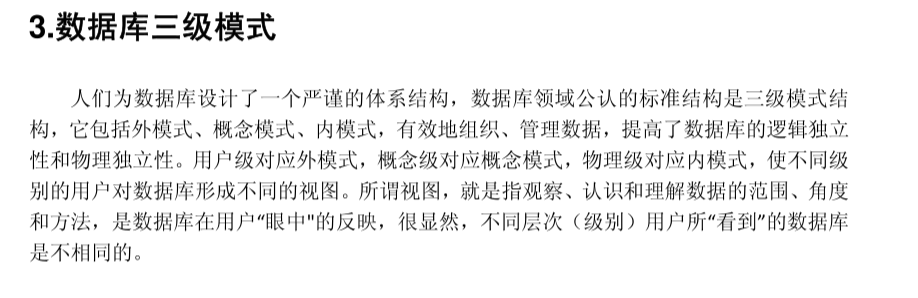 3.数据库三级模式
人们为数据库设计了一个严谨的体系结构，数据库领域公认的标准结构是三级模式结
构，它包括外模式、概念模式、内模式，有效地组织、管理数据，提高了数据库的逻辑独立
性和物理独立性。用户级对应外模式，概念级对应概念模式，物理级对应内模式，使不同级
别的用户对数据库形成不同的视图。所谓视图，就是指观察、认识和理解数据的范围、角度
和方法，是数据库在用户“眼中"的反映，很显然，不同层次（级别）用户所“看到”的数据库
是不相同的。